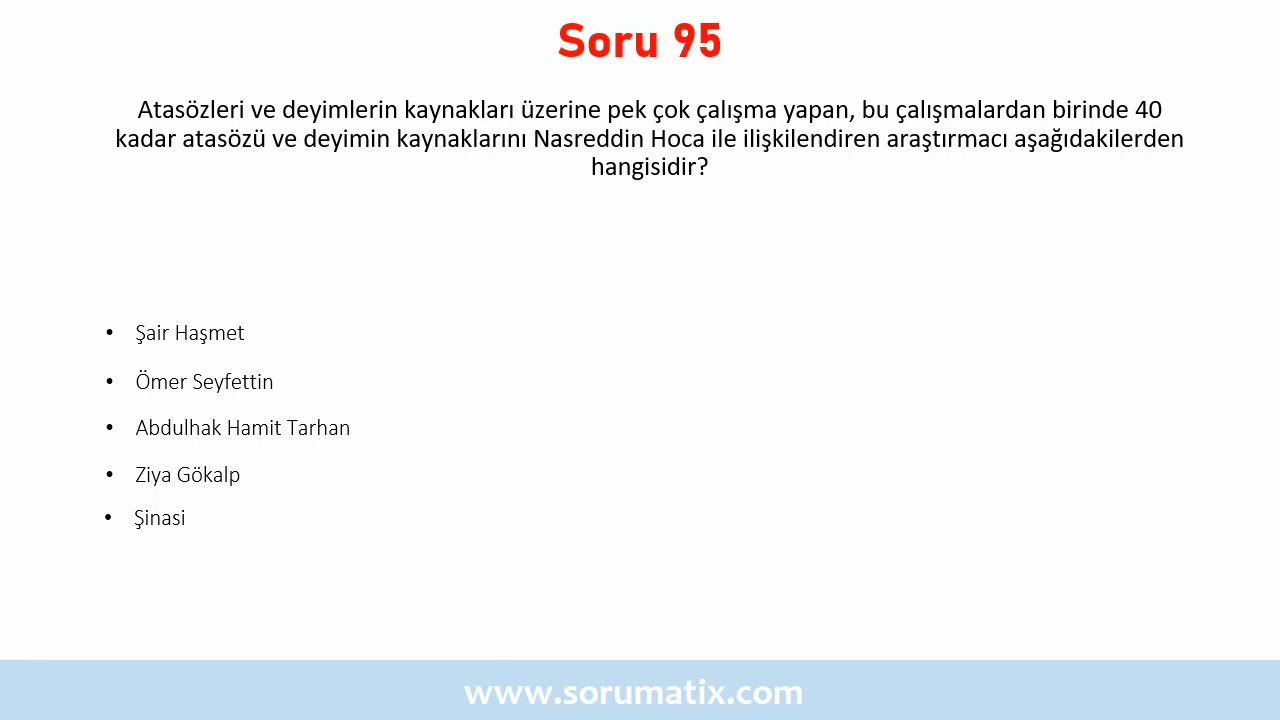 Soru 95
Atasözleri ve deyimlerin kaynakları üzerine pek çok çalışma yapan, bu çalışmalardan birinde 40
kadar atasözü ve deyimin kaynaklarını Nasreddin Hoca ile ilişkilendiren araştırmacı aşağıdakilerden
hangisidir?
• Şair Haşmet
• Ömer Seyfettin
• Abdulhak Hamit Tarhan
• Ziya Gökalp
• Şinasi
www.sorumatix.com